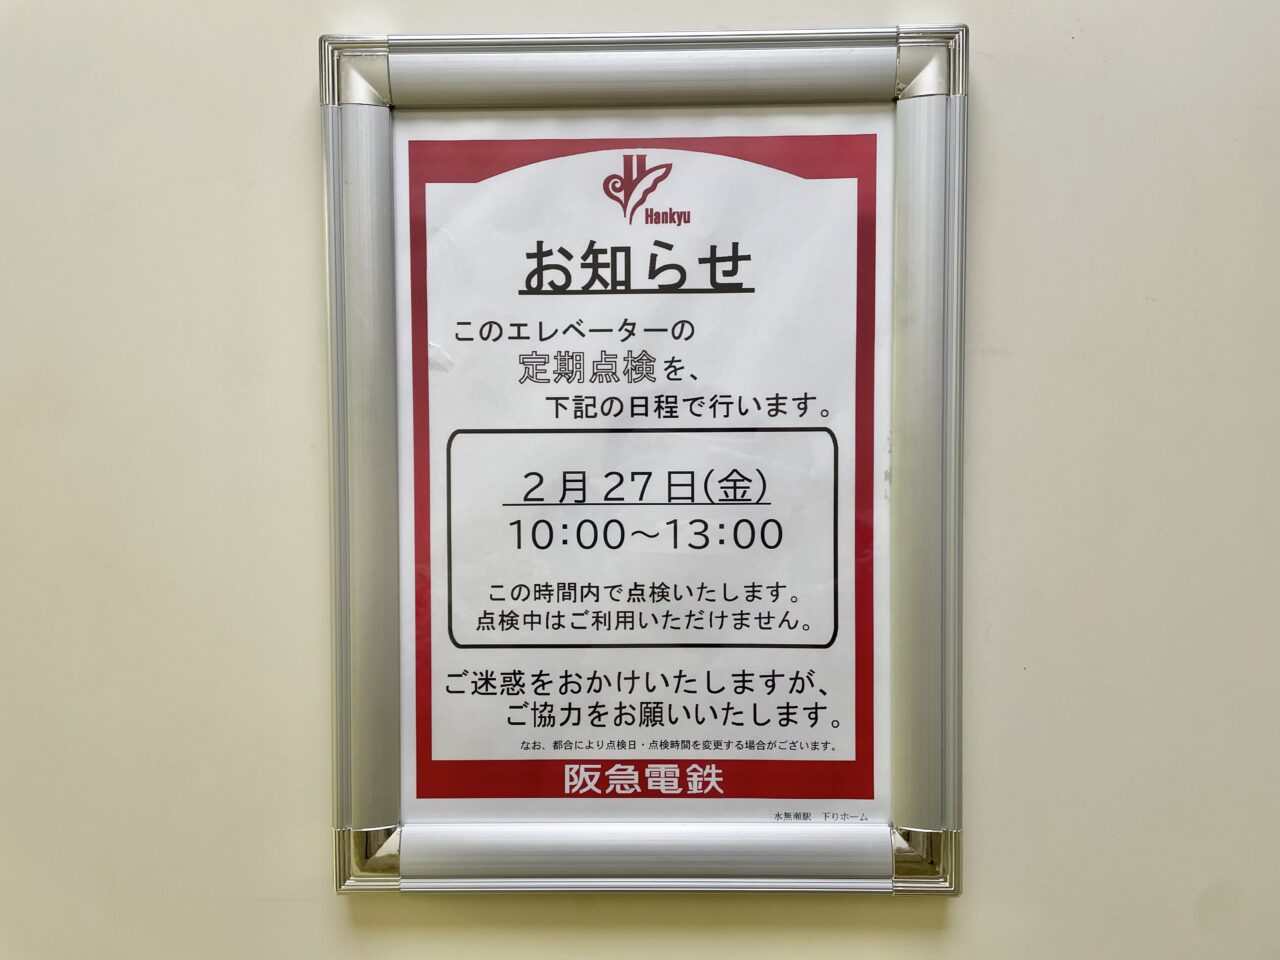 Hankyu
お知らせ
このエレベーターの
定期点検を、
下記の日程で行います。
2月27日(金)
10:00～13:00
この時間内で点検いたします。
点検中はご利用いただけません。
ご迷惑をおかけいたしますが、
ご協力をお願いいたします。
なお、都合により点検日・点検時間を変更する場合がございます。
阪急電鉄
水無瀬駅　下りホーム